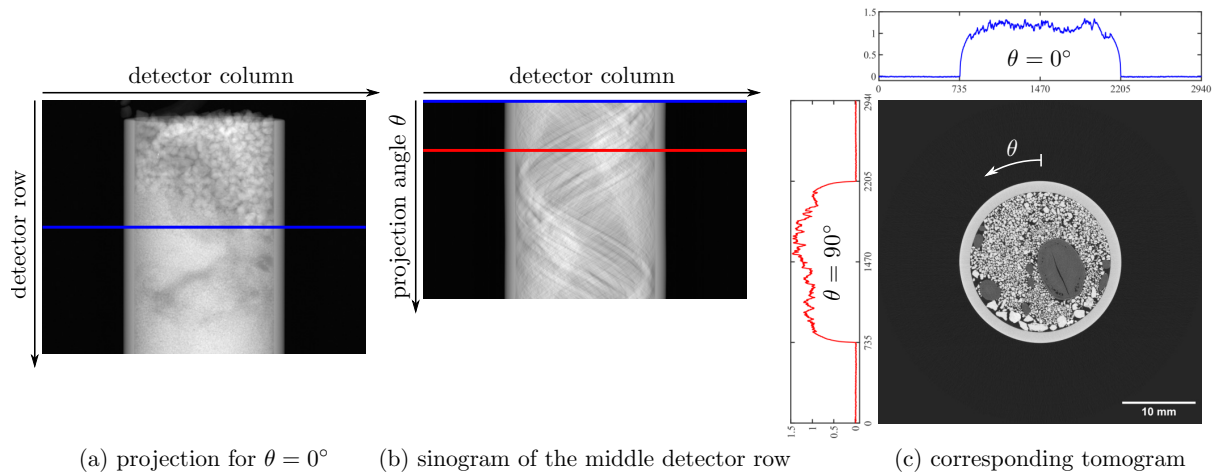 detector column
detector row
(a) projection for θ = 0°
detector column
projection angle θ
(b) sinogram of the middle detector row
1.5
1
0.5
0
θ = 0°
0
735
1470
2205
2940
2940
2205
1470
735
0
θ = 90°
1.5
1
0.5
0
θ
10 mm
(c) corresponding tomogram